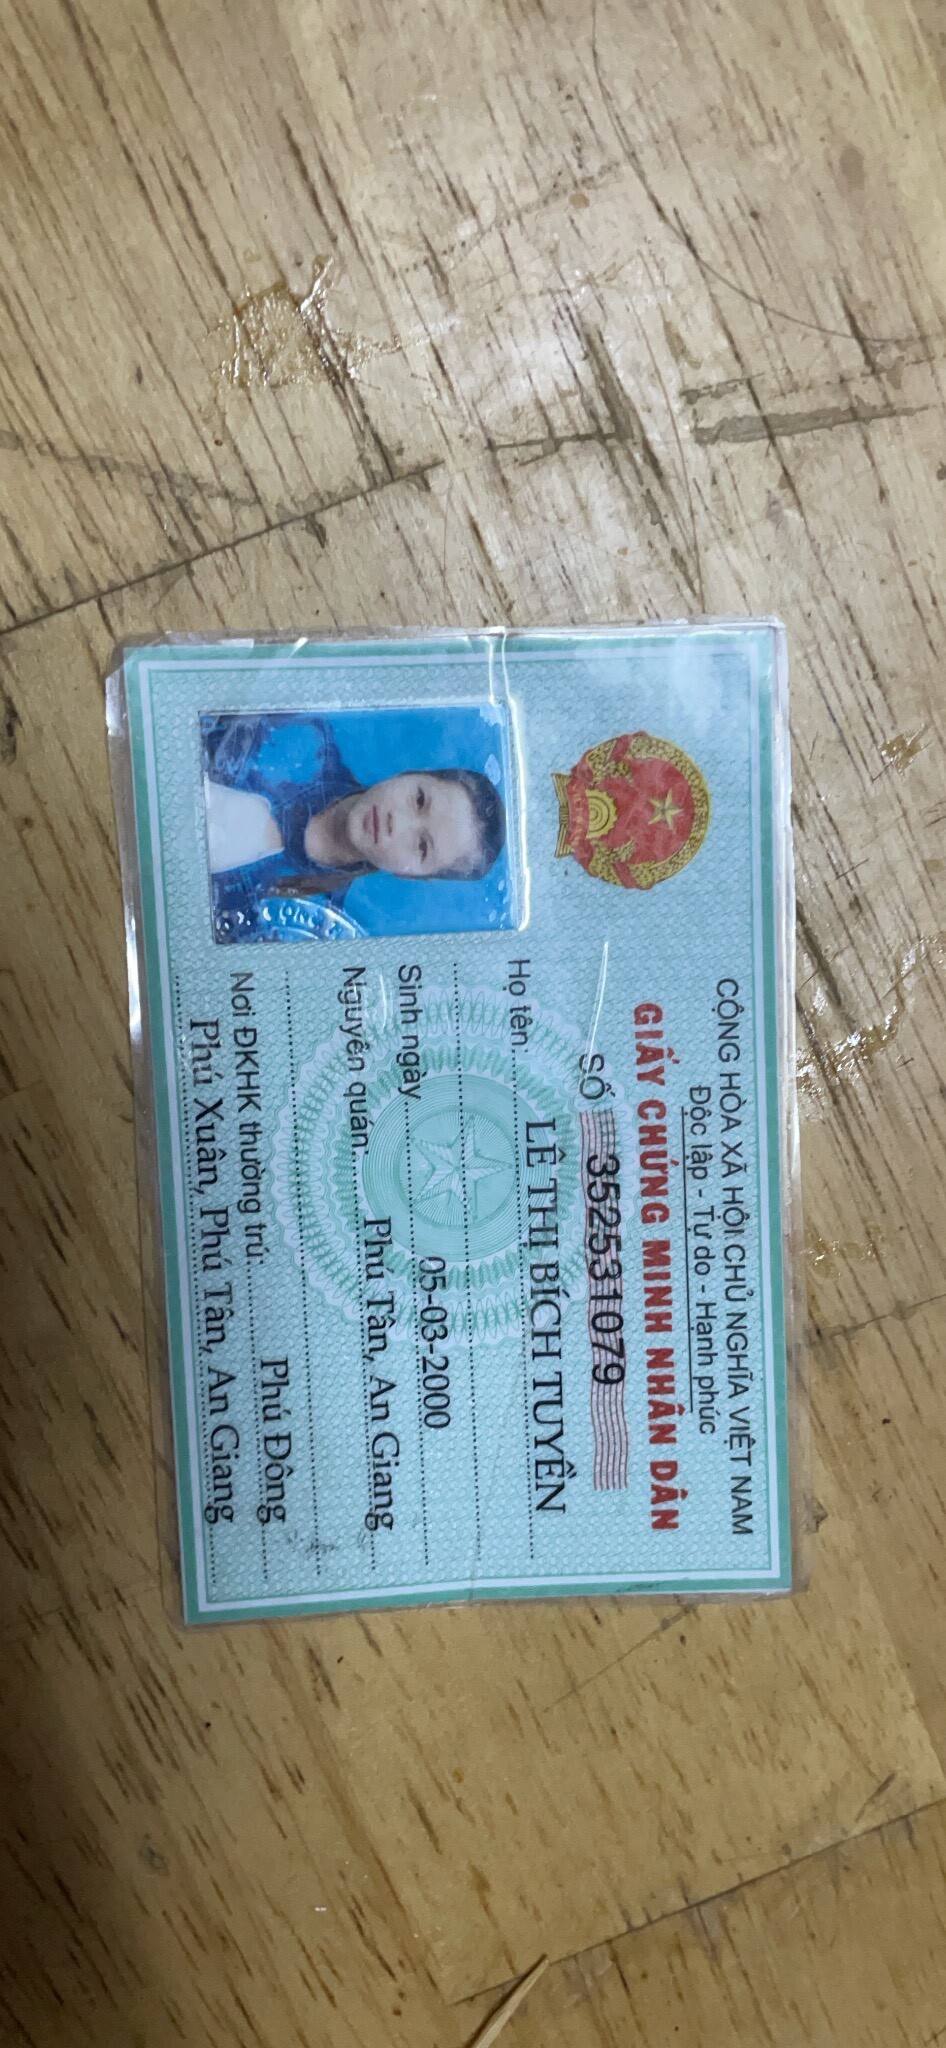 CỘNG HÒA XÃ HỘI CHỦ NGHĨA VIỆT NAM
Độc lập - Tự do - Hạnh phúc
GIẤY CHỨNG MINH NHÂN DÂN
SỐ 352531079
Họ tên: LÊ THỊ BÍCH TUYỀN
Sinh ngày 05-03-2000
Nguyên quán: Phú Tân, An Giang
Nơi ĐKHK thường trú: Phú Đông
Phú Xuân, Phú Tân, An Giang